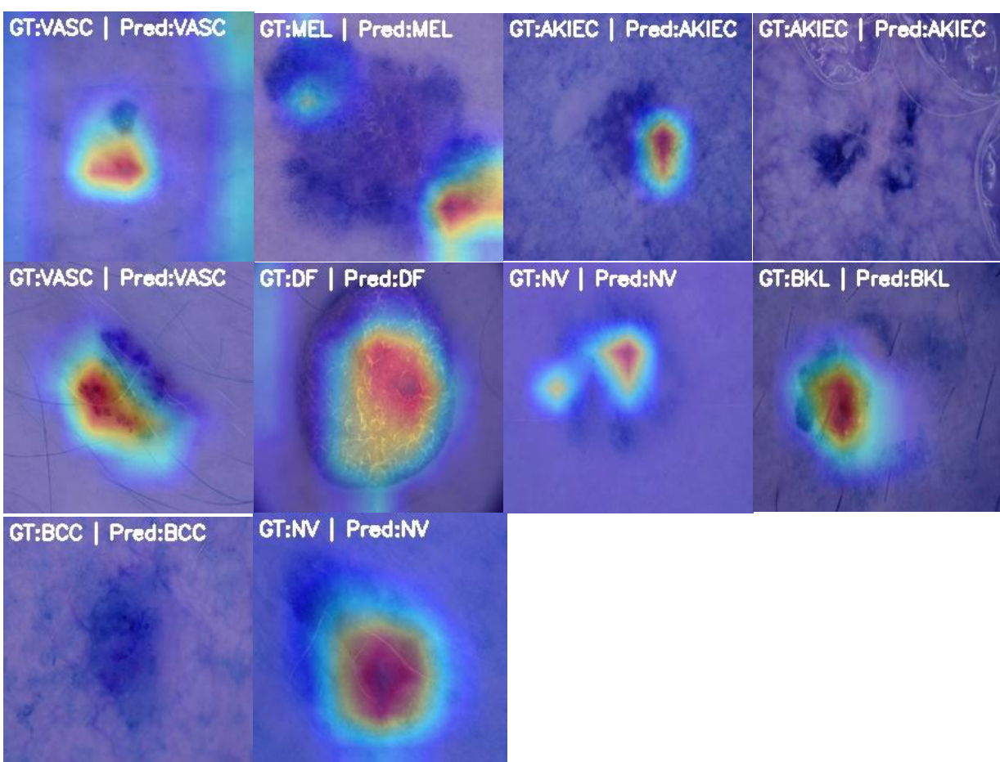 GT:VASC | Pred:VASC
GT:MEL | Pred:MEL
GT:AKIEC | Pred:AKIEC
GT:AKIEC | Pred:AKIEC
GT:VASC | Pred:VASC
GT:DF | Pred:DF
GT:NV | Pred:NV
GT:BKL | Pred:BKL
GT:BCC | Pred:BCC
GT:NV | Pred:NV